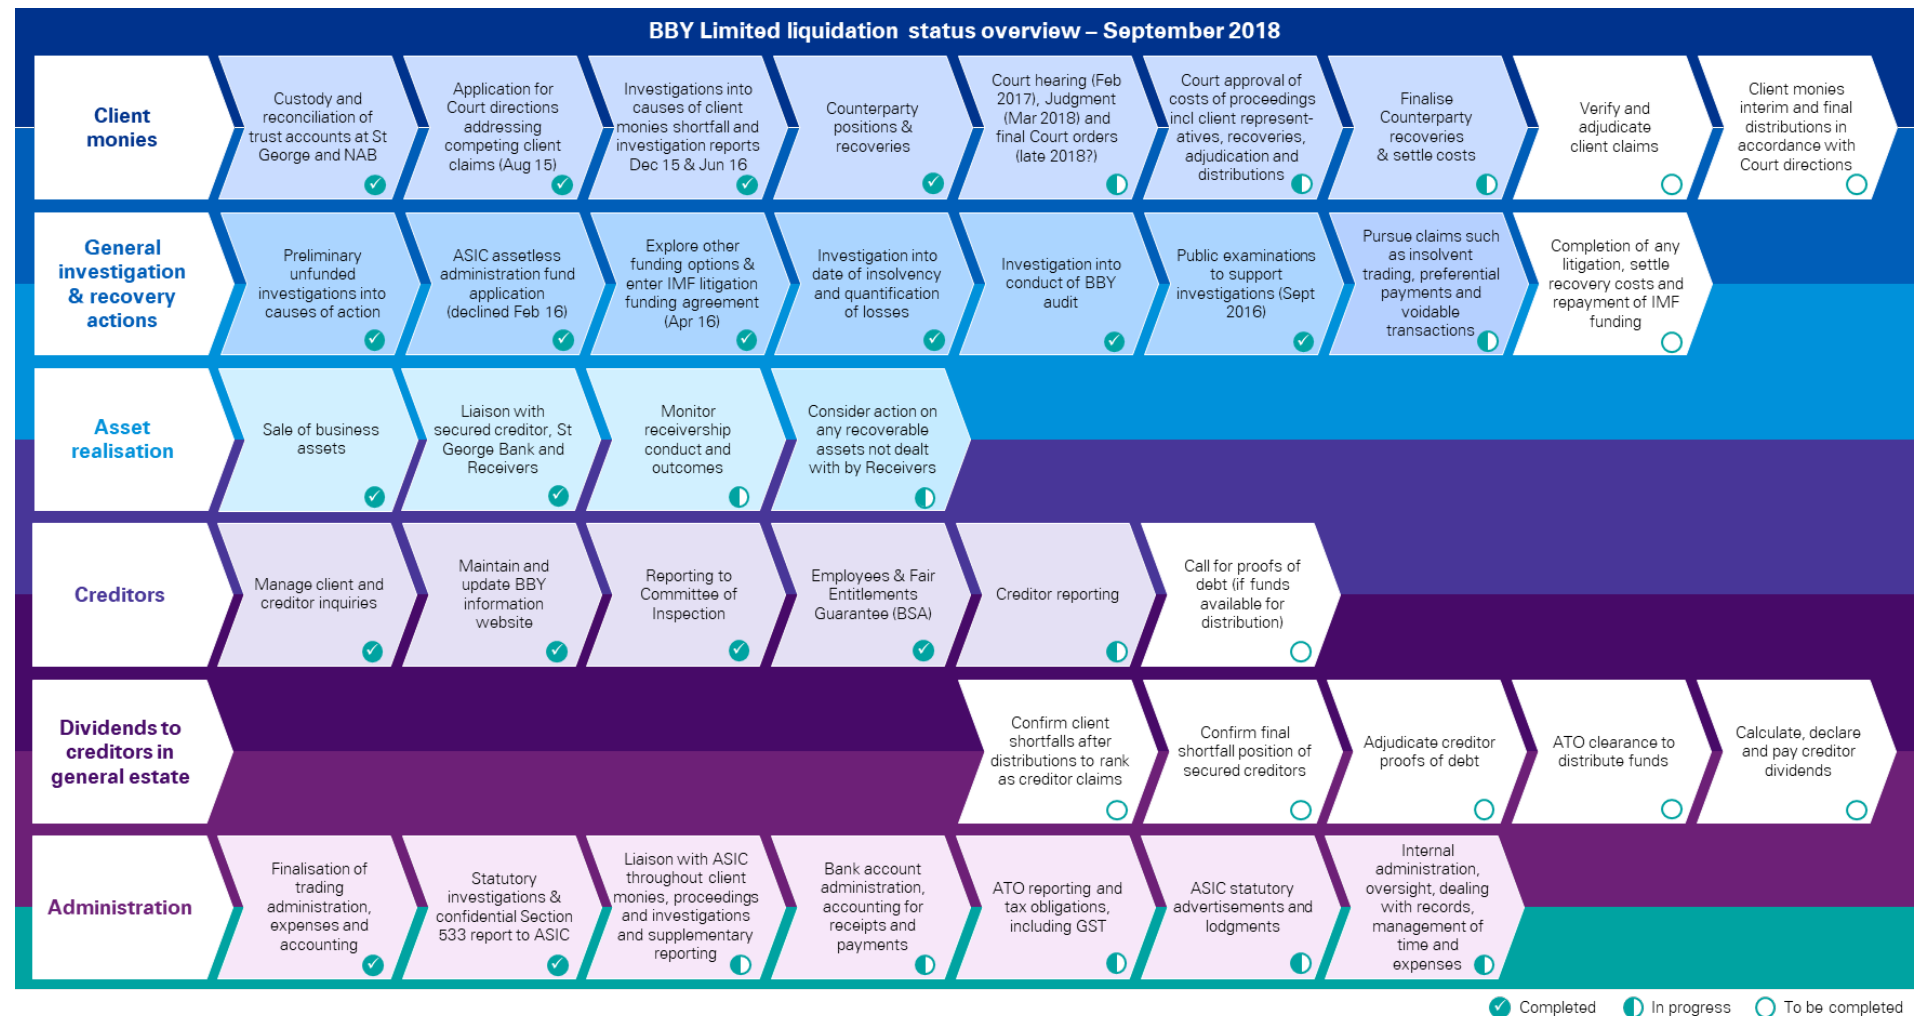 BBY Limited liquidation status overview – September 2018
Client
monies
Custody and
reconciliation of
trust accounts at St
George and NAB
Application for
Court directions
addressing
competing client
claims (Aug 15)
Investigations into
causes of client
monies shortfall and
investigation reports
Dec 15 & Jun 16
Counterparty
positions &
recoveries
Court hearing (Feb
2017), Judgment
(Mar 2018) and
final Court orders
(late 2018?)
Court approval of
costs of proceedings
incl client represent-
atives, recoveries,
adjudication and
distributions
Finalise
Counterparty
recoveries
& settle costs
Verify and
adjudicate
client claims
Client monies
interim and final
distributions in
accordance with
Court directions
General
investigation
& recovery
actions
Preliminary
unfunded
investigations into
causes of action
ASIC assetless
administration fund
application
(declined Feb 16)
Explore other
funding options &
enter IMF litigation
funding agreement
(Apr 16)
Investigation into
date of insolvency
and quantification
of losses
Investigation into
conduct of BBY
audit
Public examinations
to support
investigations (Sept
2016)
Pursue claims such
as insolvent
trading, preferential
payments and
voidable
transactions
Completion of any
litigation, settle
recovery costs and
repayment of IMF
funding
Asset
realisation
Sale of business
assets
Liaison with
secured creditor, St
George Bank and
Receivers
Monitor
receivership
conduct and
outcomes
Consider action on
any recoverable
assets not dealt
with by Receivers
Creditors
Manage client and
creditor inquiries
Maintain and
update BBY
information
website
Reporting to
Committee of
Inspection
Employees & Fair
Entitlements
Guarantee (BSA)
Creditor reporting
Call for proofs of
debt (if funds
available for
distribution)
Dividends to
creditors in
general estate
Confirm client
shortfalls after
distributions to rank
as creditor claims
Confirm final
shortfall position of
secured creditors
Adjudicate creditor
proofs of debt
ATO clearance to
distribute funds
Calculate, declare
and pay creditor
dividends
Administration
Finalisation of
trading
administration,
expenses and
accounting
Statutory
investigations &
confidential Section
533 report to ASIC
Liaison with ASIC
throughout client
monies, proceedings
and investigations
and supplementary
reporting
Bank account
administration,
accounting for
receipts and
payments
ATO reporting and
tax obligations,
including GST
ASIC statutory
advertisements and
lodgments
Internal
administration,
oversight, dealing
with records,
management of
time and
expenses
Completed
In progress
To be completed